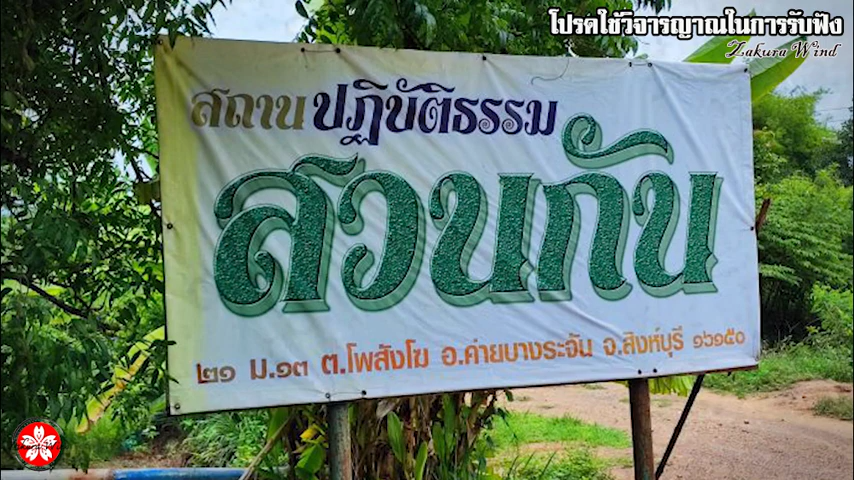 โปรดใช้วิจารญาณในการรับฟัง
Zakura Wind
สถานปฏิบัติธรรม
สวนกัน
๒๑ ม.๑๓ ต.โพสังโฆ อ.ค่ายบางระจัน จ.สิงห์บุรี ๑๖๑๕๐